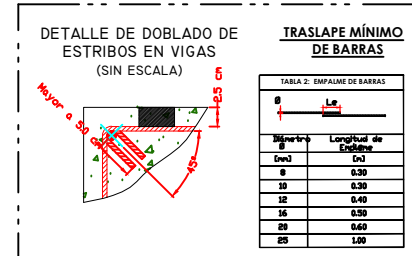 DETALLE DE DOBLADO DE
ESTRIBOS EN VIGAS
(SIN ESCALA)
Mayor a 5.0 cm
2.5 cm
45°
TRASLAPE MÍNIMO
DE BARRAS
TABLA 2: EMPALME DE BARRAS
Ø
Le
Diámetro Ø
Longitud de Emplame
[mm] [m]
8 0.30
10 0.30
12 0.40
16 0.50
20 0.60
25 1.00